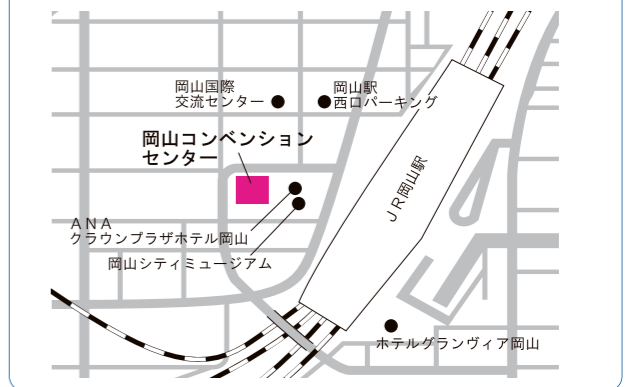 岡山国際
交流センター
岡山駅
西口パーキング
岡山コンベンション
センター
JR岡山駅
ANA
クラウンプラザホテル岡山
岡山シティミュージアム
ホテルグランヴィア岡山